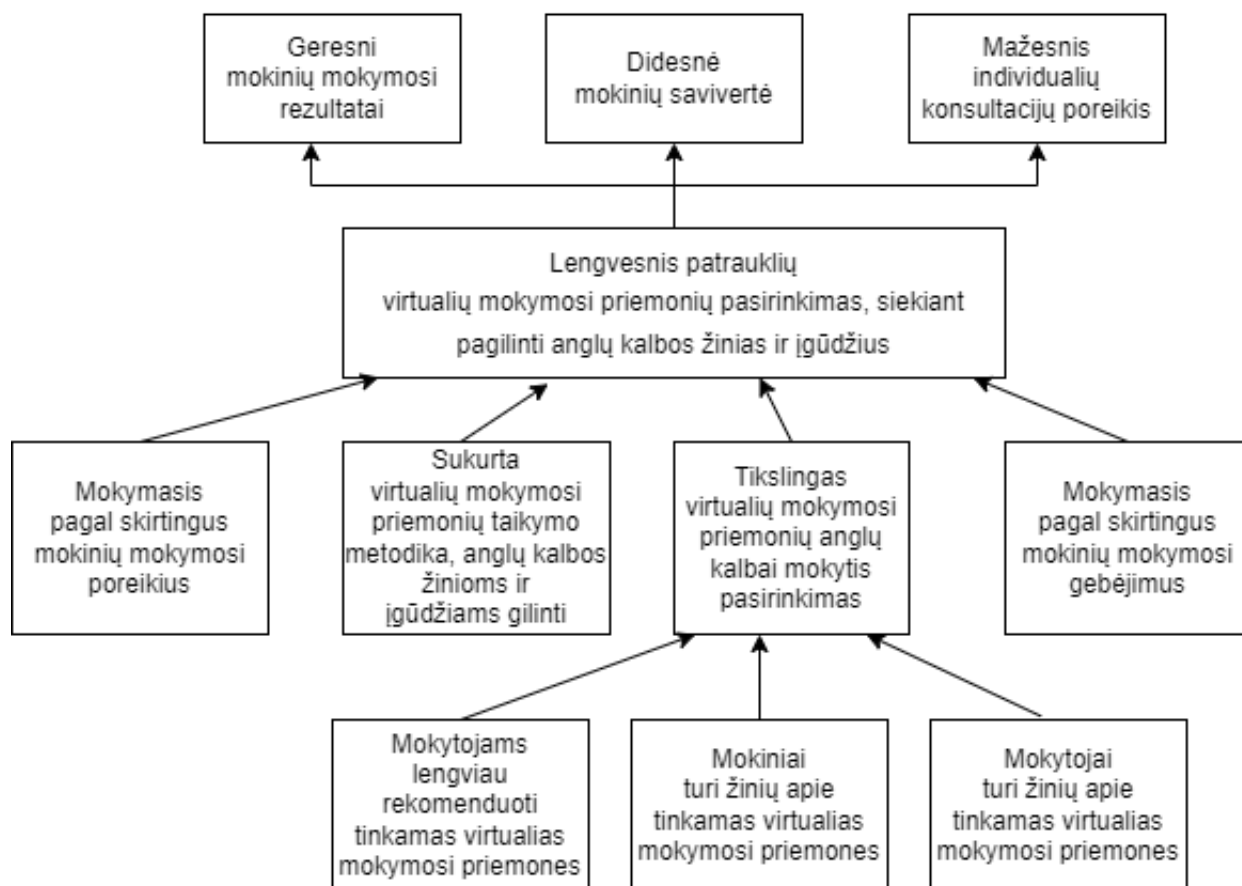 Geresni
mokinių mokymosi
rezultatai
Didesnė
mokinių savivertė
Mažesnis
individualių
konsultacijų poreikis
Lengvesnis patrauklių
virtualių mokymosi priemonių pasirinkimas, siekiant
pagilinti anglų kalbos žinias ir įgūdžius
Mokymasis
pagal skirtingus
mokinių mokymosi
poreikius
Sukurta
virtualių mokymosi
priemonių taikymo
metodika, anglų kalbos
žinioms ir
įgūdžiams gilinti
Tikslingas
virtualių mokymosi
priemonių anglų
kalbai mokytis
pasirinkimas
Mokymasis
pagal skirtingus
mokinių mokymosi
gebėjimus
Mokytojams
lengviau
rekomenduoti
tinkamas virtualias
mokymosi priemones
Mokiniai
turi žinių apie
tinkamas virtualias
mokymosi priemones
Mokytojai
turi žinių apie
tinkamas virtualias
mokymosi priemones